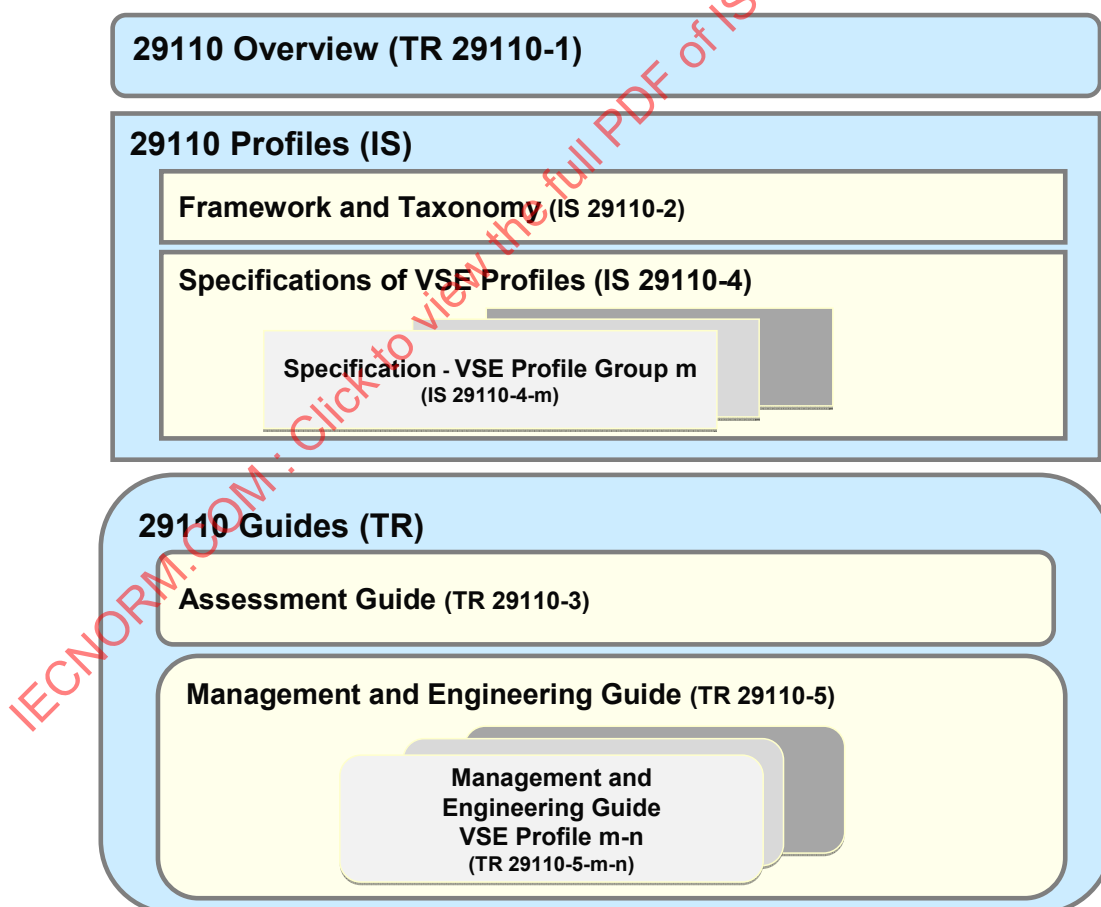 29110 Overview (TR 29110-1)
29110 Profiles (IS)
Framework and Taxonomy (IS 29110-2)
Specifications of VSE Profiles (IS 29110-4)
Specification - VSE Profile Group m
(IS 29110-4-m)
29110 Guides (TR)
Assessment Guide (TR 29110-3)
Management and Engineering Guide (TR 29110-5)
Management and
Engineering Guide
VSE Profile m-n
(TR 29110-5-m-n)
IECNORM.COM : Click to view the full PDF of IS